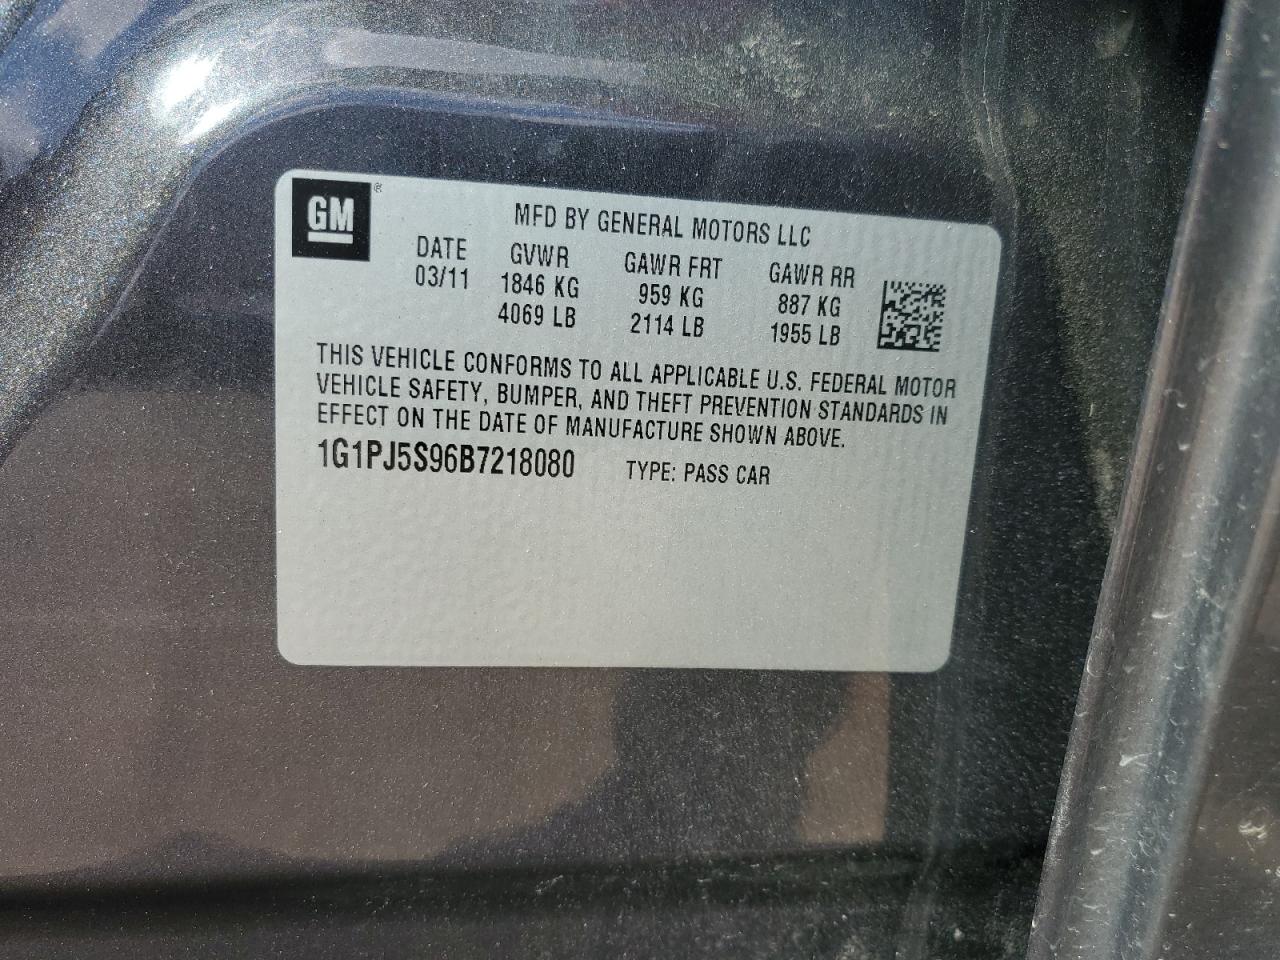 GM ®
MFD BY GENERAL MOTORS LLC
DATE GVWR GAWR FRT GAWR RR
03/11 1846 KG 959 KG 887 KG
4069 LB 2114 LB 1955 LB
THIS VEHICLE CONFORMS TO ALL APPLICABLE U.S. FEDERAL MOTOR
VEHICLE SAFETY, BUMPER, AND THEFT PREVENTION STANDARDS IN
EFFECT ON THE DATE OF MANUFACTURE SHOWN ABOVE.
1G1PJ5S96B7218080 TYPE: PASS CAR